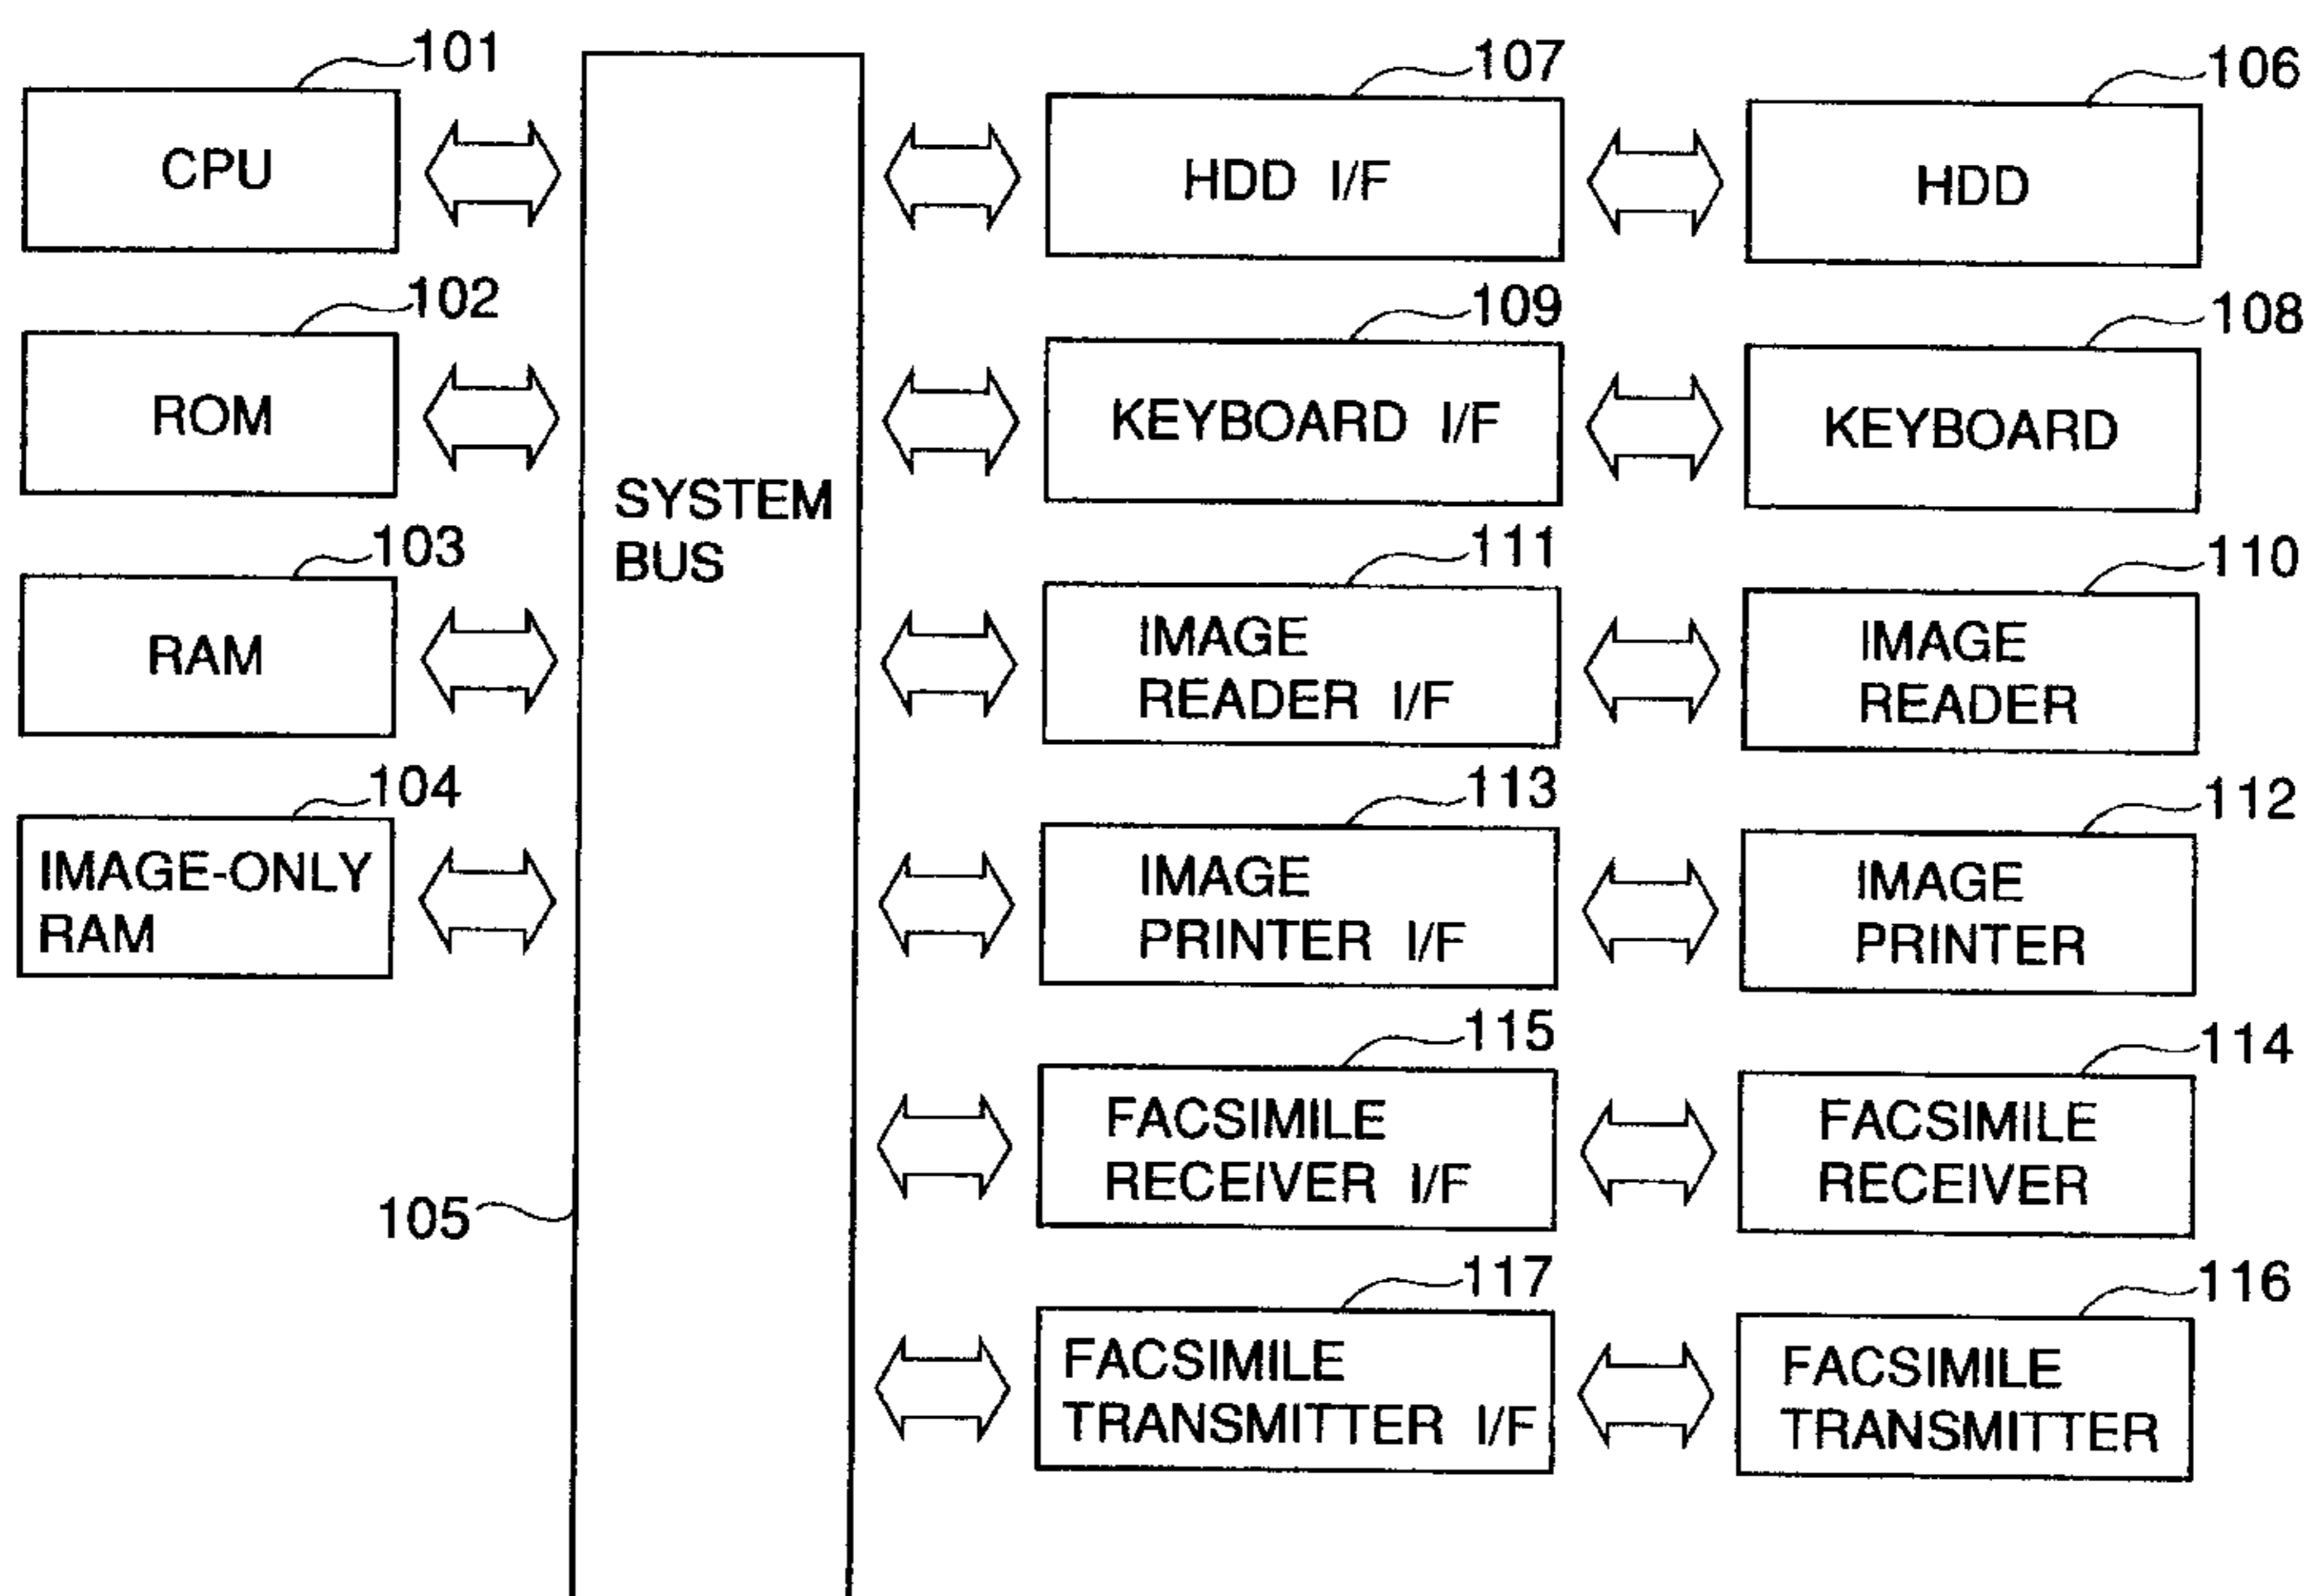 101
CPU
102
ROM
103
RAM
104
IMAGE-ONLY
RAM
SYSTEM
BUS
105
107
HDD I/F
106
HDD
109
KEYBOARD I/F
108
KEYBOARD
111
IMAGE
READER I/F
110
IMAGE
READER
113
IMAGE
PRINTER I/F
112
IMAGE
PRINTER
115
FACSIMILE
RECEIVER I/F
114
FACSIMILE
RECEIVER
117
FACSIMILE
TRANSMITTER I/F
116
FACSIMILE
TRANSMITTER